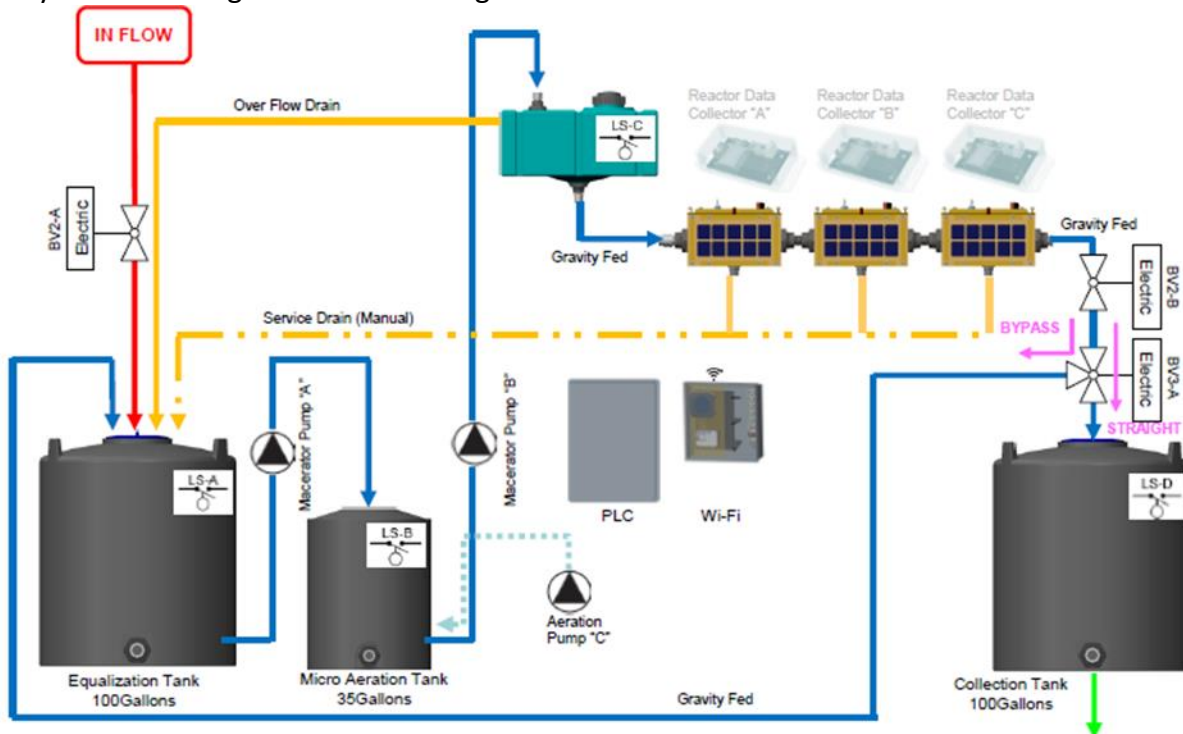 IN FLOW
Over Flow Drain
LS-C
Reactor Data
Collector "A"
Reactor Data
Collector "B"
Reactor Data
Collector "C"
BV2-A
Electric
Gravity Fed
Gravity Fed
Electric
BV2-B
Service Drain (Manual)
BYPASS
Electric
BV3-A
STRAIGHT
Macerator Pump "A"
Macerator Pump "B"
LS-A
LS-B
LS-D
PLC
Wi-Fi
Aeration
Pump "C"
Equalization Tank
100Gallons
Micro Aeration Tank
35Gallons
Gravity Fed
Collection Tank
100Gallons